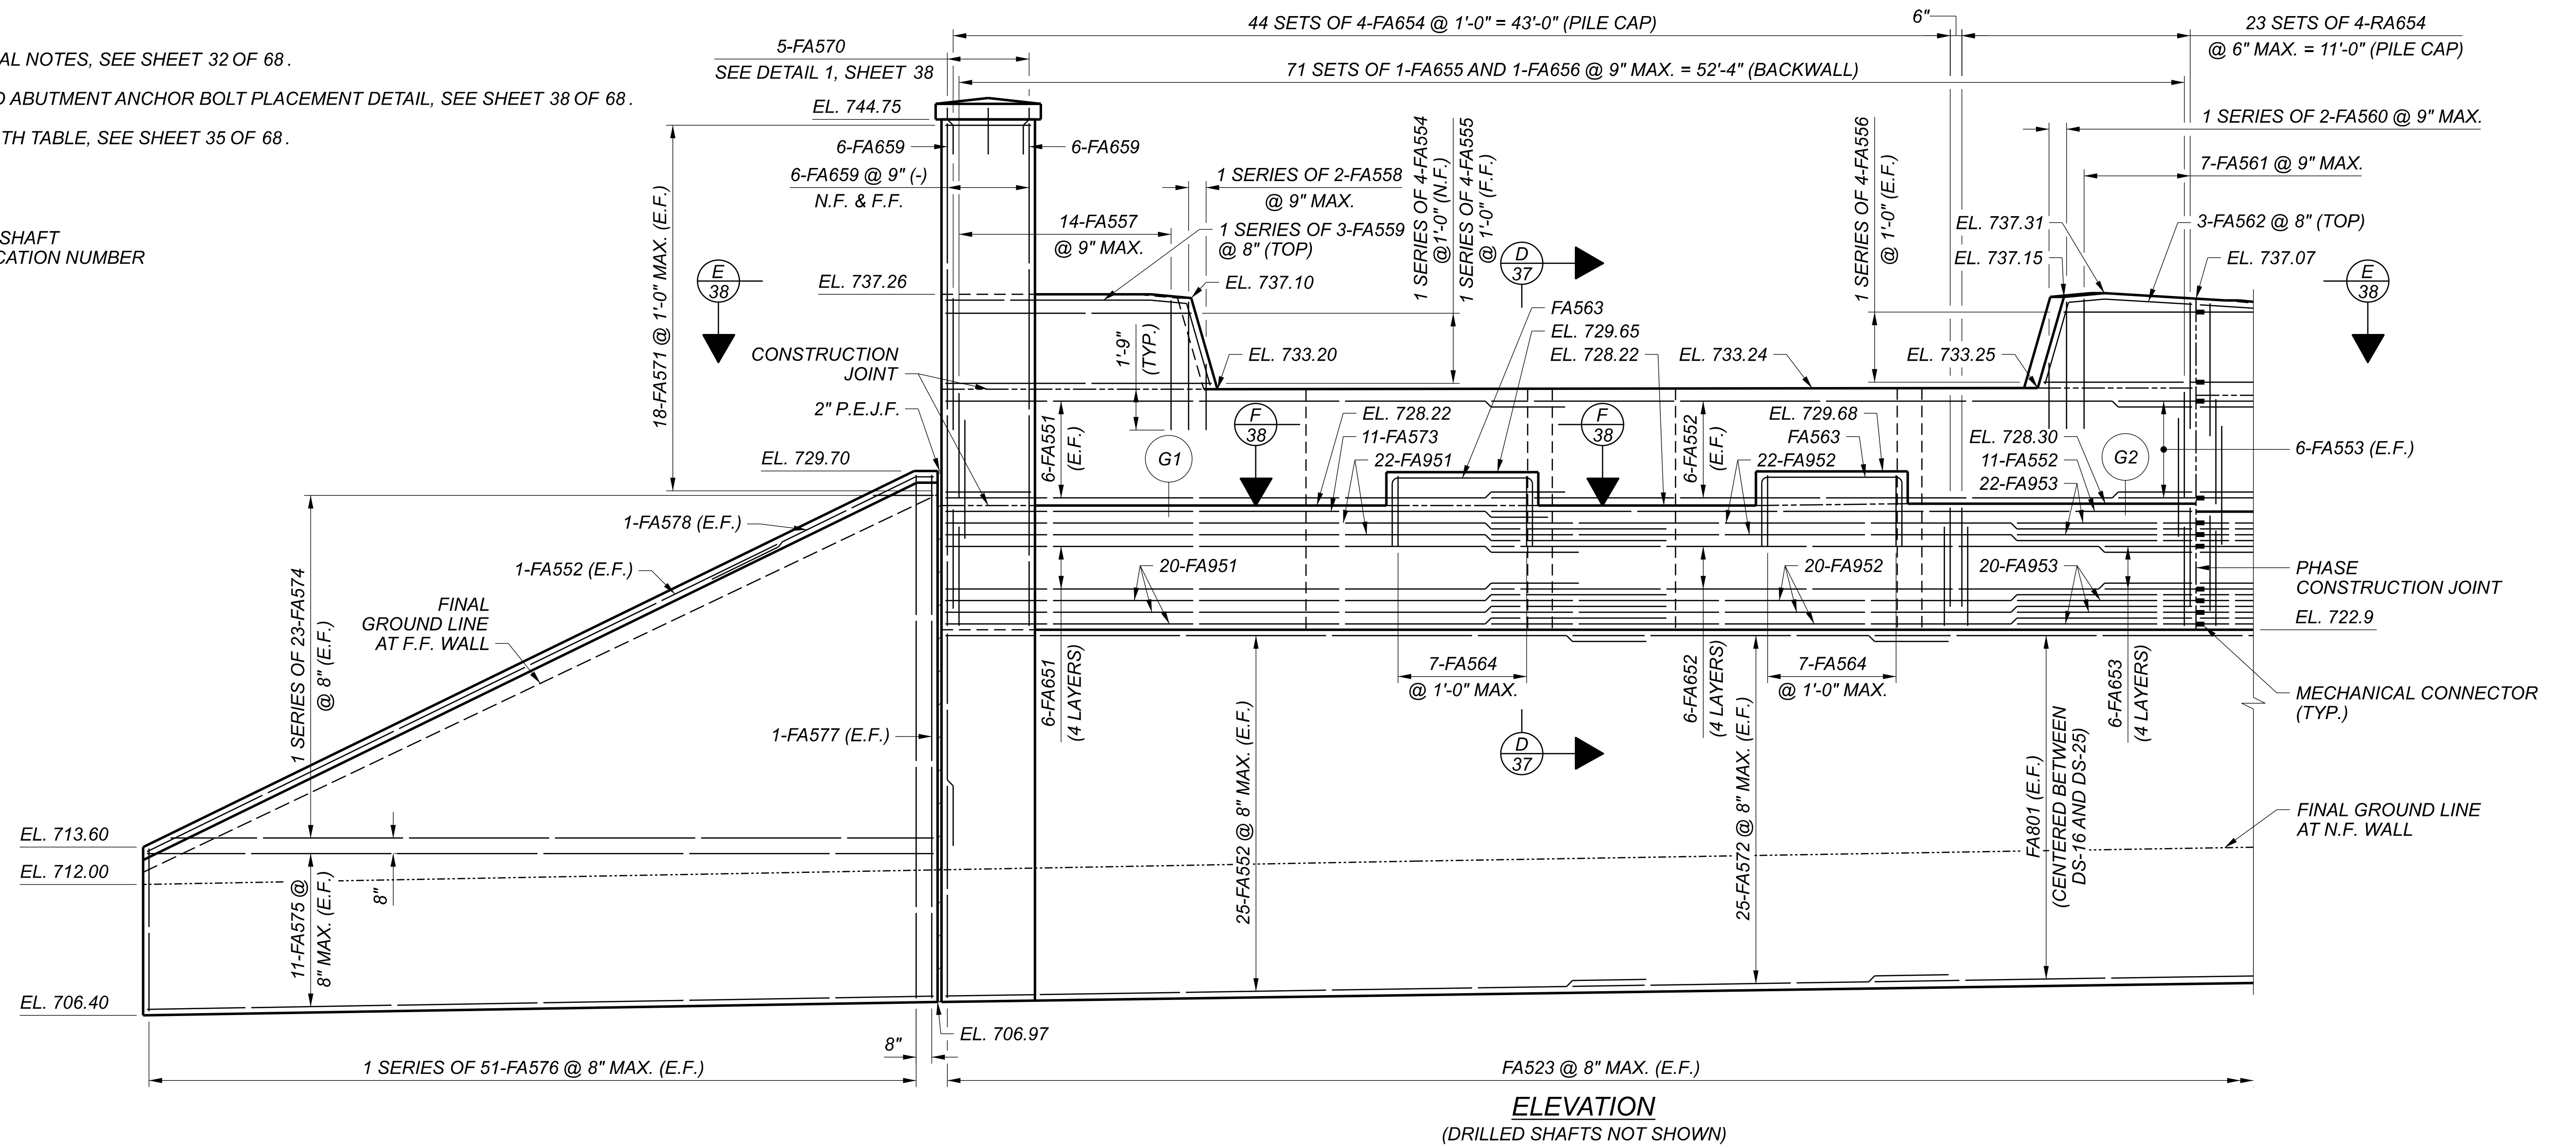 44 SETS OF 4-FA654 @ 1'-0" = 43'-0" (PILE CAP)
6"
23 SETS OF 4-RA654
@ 6" MAX. = 11'-0" (PILE CAP)
5-FA570
SEE DETAIL 1, SHEET 38
71 SETS OF 1-FA655 AND 1-FA656 @ 9" MAX. = 52'-4" (BACKWALL)
AL NOTES, SEE SHEET 32 OF 68.
D ABUTMENT ANCHOR BOLT PLACEMENT DETAIL, SEE SHEET 38 OF 68.
TH TABLE, SEE SHEET 35 OF 68.
SHAFT
CATION NUMBER
EL. 744.75
6-FA659
6-FA659
6-FA659 @ 9" (-)
N.F. & F.F.
1 SERIES OF 2-FA558
@ 9" MAX.
14-FA557
@ 9" MAX.
1 SERIES OF 3-FA559
@ 8" (TOP)
1 SERIES OF 4-FA554
@1'-0" (N.F.)
1 SERIES OF 4-FA555
@ 1'-0" (F.F.)
1 SERIES OF 4-FA556
@ 1'-0" (E.F.)
1 SERIES OF 2-FA560 @ 9" MAX.
7-FA561 @ 9" MAX.
3-FA562 @ 8" (TOP)
EL. 737.31
EL. 737.15
EL. 737.07
18-FA571 @ 1'-0" MAX. (E.F.)
E
38
D
37
E
38
EL. 737.26
EL. 737.10
FA563
EL. 729.65
EL. 728.22
1'-9"
(TYP.)
CONSTRUCTION
JOINT
EL. 733.20
EL. 733.24
EL. 733.25
2" P.E.J.F.
6-FA551
(E.F.)
F
38
EL. 728.22
11-FA573
22-FA951
F
38
6-FA552
(E.F.)
EL. 729.68
FA563
22-FA952
EL. 728.30
11-FA552
22-FA953
G1
G2
6-FA553 (E.F.)
EL. 729.70
1-FA578 (E.F.)
1-FA552 (E.F.)
FINAL
GROUND LINE
AT F.F. WALL
1 SERIES OF 23-FA574
@ 8" (E.F.)
20-FA951
20-FA952
20-FA953
PHASE
CONSTRUCTION JOINT
EL. 722.9
6-FA651
(4 LAYERS)
7-FA564
@ 1'-0" MAX.
6-FA652
(4 LAYERS)
7-FA564
@ 1'-0" MAX.
6-FA653
(4 LAYERS)
MECHANICAL CONNECTOR
(TYP.)
1-FA577 (E.F.)
D
37
25-FA552 @ 8" MAX. (E.F.)
25-FA572 @ 8" MAX. (E.F.)
FA801 (E.F.)
(CENTERED BETWEEN
DS-16 AND DS-25)
FINAL GROUND LINE
AT N.F. WALL
EL. 713.60
EL. 712.00
11-FA575 @
8" MAX. (E.F.)
8"
EL. 706.40
EL. 706.97
8"
1 SERIES OF 51-FA576 @ 8" MAX. (E.F.)
FA523 @ 8" MAX. (E.F.)
ELEVATION
(DRILLED SHAFTS NOT SHOWN)